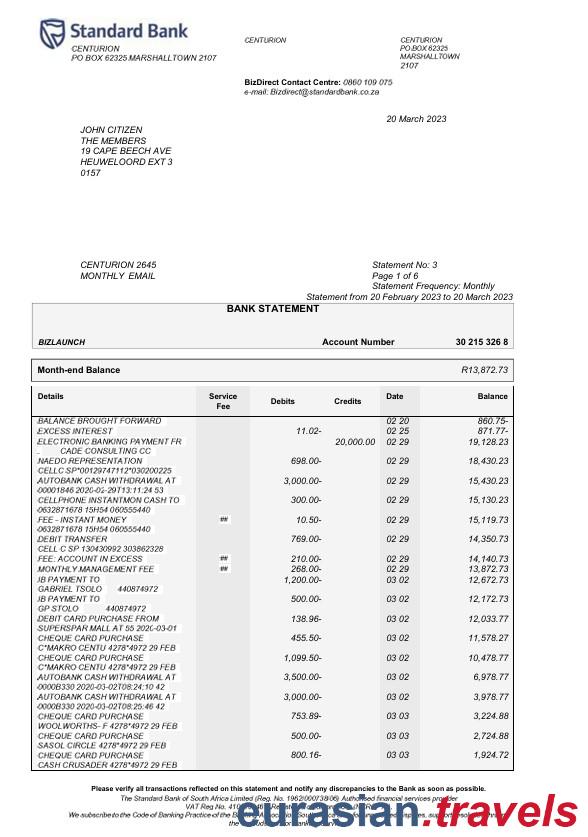 Standard Bank
CENTURION
PO BOX 62325 MARSHALLTOWN 2107
CENTURION
CENTURION
PO BOX 62325
MARSHALLTOWN
2107
BizDirect Contact Centre: 0860 109 075
e-mail: Bizdirect@standardbank.co.za
20 March 2023
JOHN CITIZEN
THE MEMBERS
19 CAPE BEECH AVE
HEUWELOORD EXT 3
0157
CENTURION 2645
MONTHLY EMAIL
Statement No: 3
Page 1 of 6
Statement Frequency: Monthly
Statement from 20 February 2023 to 20 March 2023
BANK STATEMENT
BIZLAUNCH Account Number 30 215 326 8
Month-end Balance R13,872.73
Details Service Fee Debits Credits Date Balance
BALANCE BROUGHT FORWARD 02 20 860.75-
EXCESS INTEREST 11.02- 02 25 871.77-
ELECTRONIC BANKING PAYMENT FR 20,000.00 02 29 19,128.23
CADE CONSULTING CC
NAEDO REPRESENTATION 698.00- 02 29 18,430.23
CELLC SP*00129747112*030200225
AUTOBANK CASH WITHDRAWAL AT 3,000.00- 02 29 15,430.23
00001846 2020-02-29T13:11:24 53
CELLPHONE INSTANTMON CASH TO 300.00- 02 29 15,130.23
0632871678 15H54 060555440
FEE - INSTANT MONEY ## 10.50- 02 29 15,119.73
0632871678 15H54 060555440
DEBIT TRANSFER 769.00- 02 29 14,350.73
CELL C SP 130430992 303862328
FEE: ACCOUNT IN EXCESS ## 210.00- 02 29 14,140.73
MONTHLY MANAGEMENT FEE ## 268.00- 02 29 13,872.73
IB PAYMENT TO 1,200.00- 03 02 12,672.73
GABRIEL TSOLO 440874972
IB PAYMENT TO 500.00- 03 02 12,172.73
GP STOLO 440874972
DEBIT CARD PURCHASE FROM 138.96- 03 02 12,033.77
SUPERSPAR MALL AT 55 2020-03-01
CHEQUE CARD PURCHASE 455.50- 03 02 11,578.27
C*MAKRO CENTU 4278*4972 29 FEB
CHEQUE CARD PURCHASE 1,099.50- 03 02 10,478.77
C*MAKRO CENTU 4278*4972 29 FEB
AUTOBANK CASH WITHDRAWAL AT 3,500.00- 03 02 6,978.77
0000B330 2020-03-02T08:24:10 42
AUTOBANK CASH WITHDRAWAL AT 3,000.00- 03 02 3,978.77
0000B330 2020-03-02T08:25:46 42
CHEQUE CARD PURCHASE 753.89- 03 03 3,224.88
WOOLWORTHS- F 4278*4972 29 FEB
CHEQUE CARD PURCHASE 500.00- 03 03 2,724.88
SASOL CIRCLE 4278*4972 29 FEB
CHEQUE CARD PURCHASE 800.16- 03 03 1,924.72
CASH CRUSADER 4278*4972 29 FEB
Please verify all transactions reflected on this statement and notify any discrepancies to the Bank as soon as possible.
The Standard Bank of South Africa Limited (Reg. No. 1962/000738/06) Authorised financial services provider
VAT Reg No.
We subscribe to the Code of Banking Practice of the
eurasian.travels